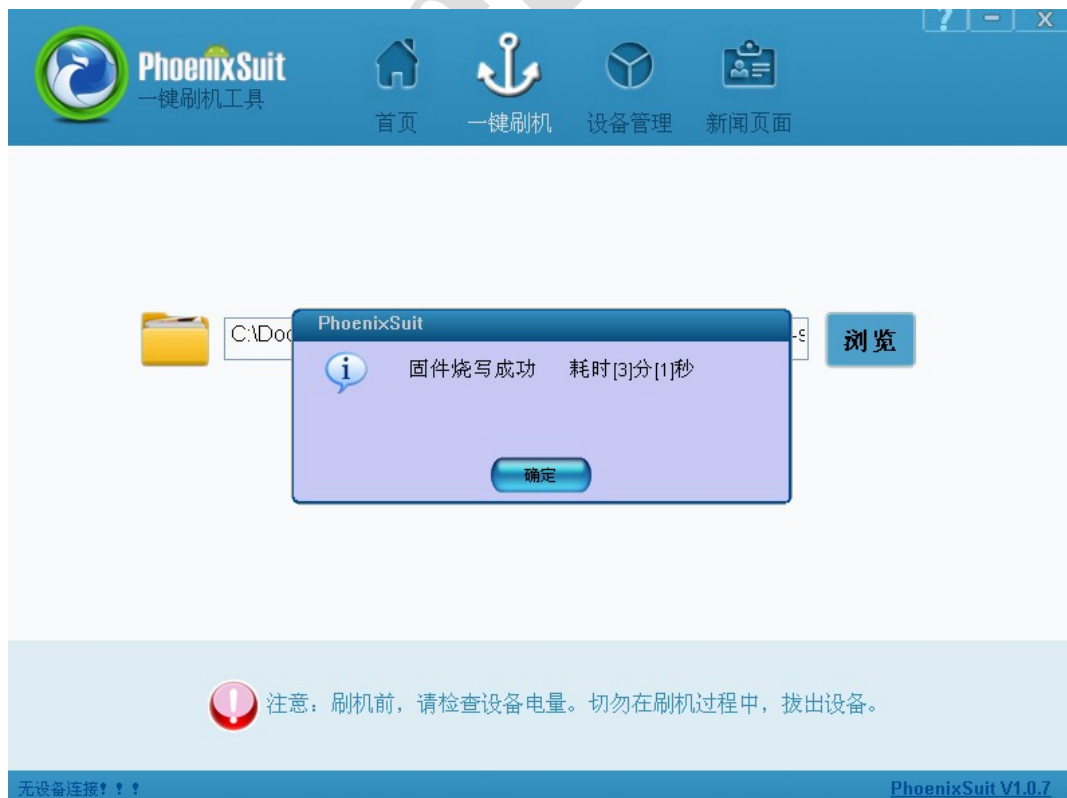 ? - X
PhoenixSuit
一键刷机工具
首页 一键刷机 设备管理 新闻页面
C:\Doc
-s
浏览
PhoenixSuit
固件烧写成功 耗时[3]分[1]秒
确定
注意：刷机前，请检查设备电量。切勿在刷机过程中，拔出设备。
无设备连接！！！
PhoenixSuit V1.0.7